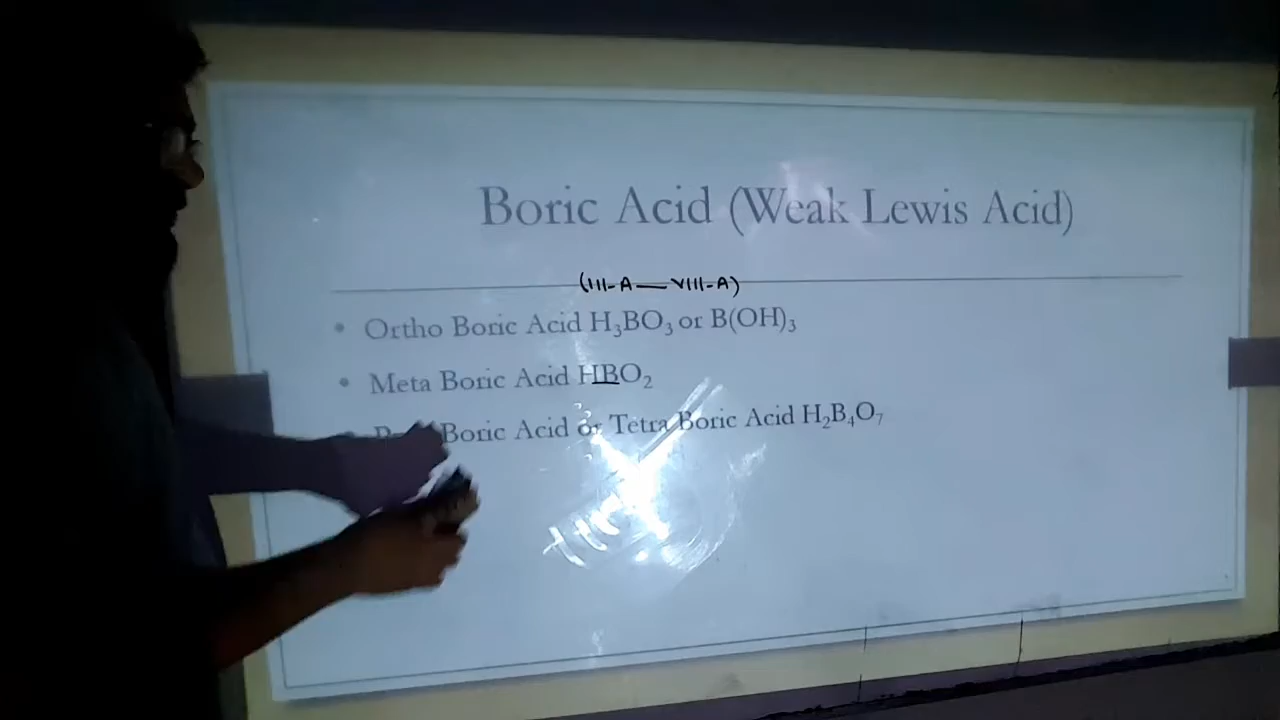 Boric Acid (Weak Lewis Acid)
(III-A — VIII-A)
• Ortho Boric Acid H₃BO₃ or B(OH)₃
• Meta Boric Acid HBO₂
Boric Acid or Tetra Boric Acid H₂B₄O₇